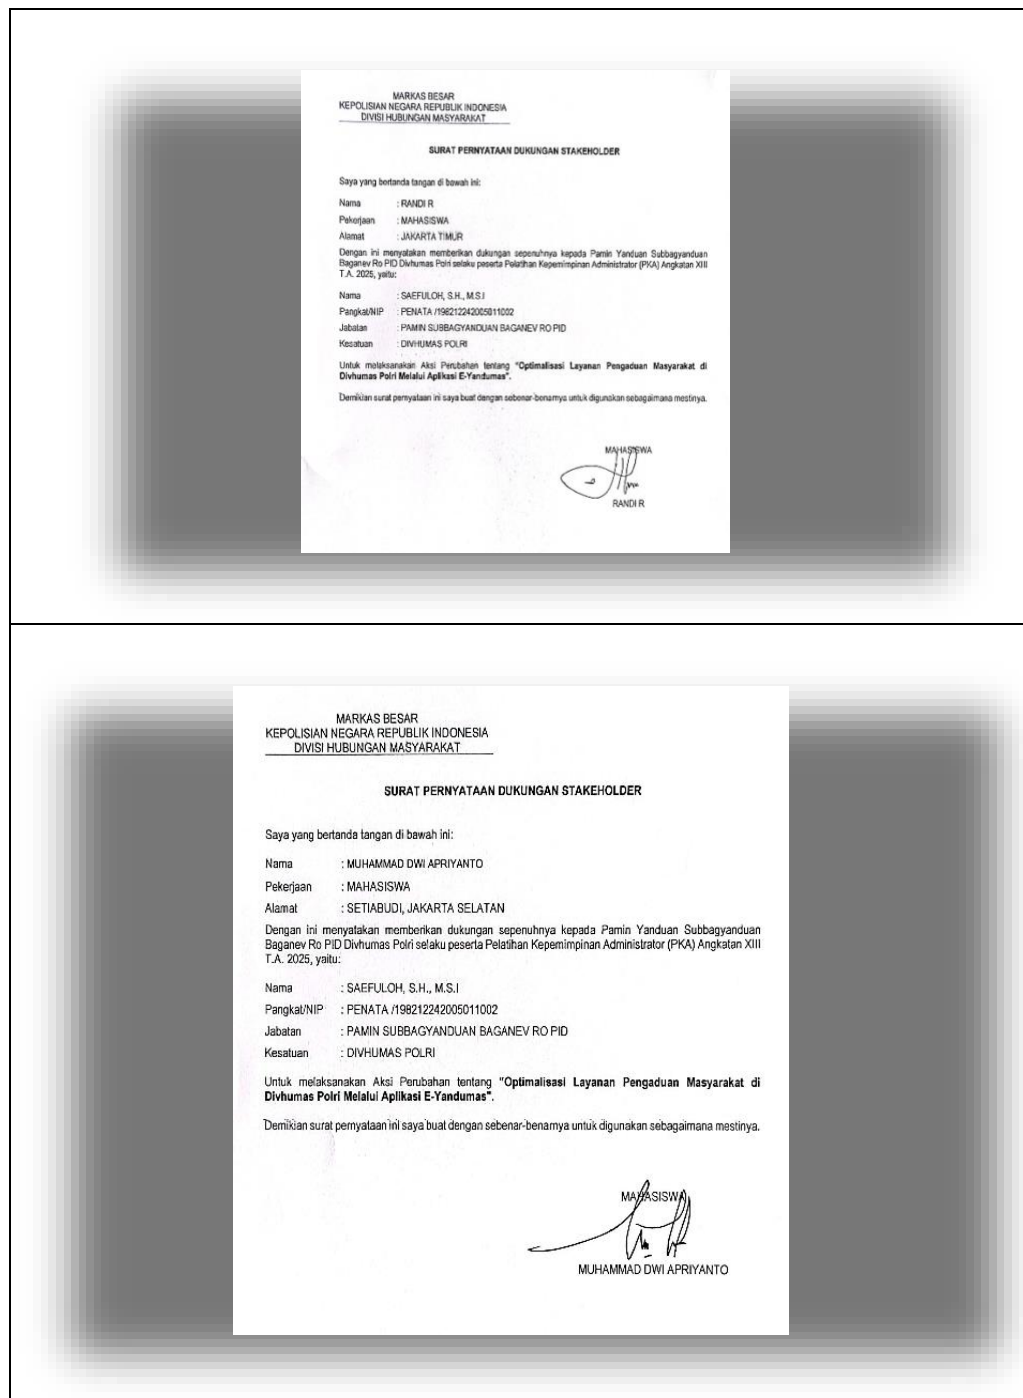 MARKAS BESAR
KEPOLISIAN NEGARA REPUBLIK INDONESIA
DIVISI HUBUNGAN MASYARAKAT
SURAT PERNYATAAN DUKUNGAN STAKEHOLDER
Saya yang bertanda tangan di bawah ini:
Nama : RANDI R
Pekerjaan : MAHASISWA
Alamat : JAKARTA TIMUR
Dengan ini menyatakan memberikan dukungan sepenuhnya kepada Pamin Yanduan Subbagyanduan
Baganev Ro PID Divhumas Polri selaku peserta Pelatihan Kepemimpinan Administrator (PKA) Angkatan XIII
T.A. 2025, yaitu:
Nama : SAEFULOH, S.H., M.S.I
Pangkat/NIP : PENATA /198212242005011002
Jabatan : PAMIN SUBBAGYANDUAN BAGANEV RO PID
Kesatuan : DIVHUMAS POLRI
Untuk melaksanakan Aksi Perubahan tentang "Optimalisasi Layanan Pengaduan Masyarakat di
Divhumas Polri Melalui Aplikasi E-Yandumas".
Demikian surat pernyataan ini saya buat dengan sebenar-benarnya untuk digunakan sebagaimana mestinya.
MAHASISWA
RANDI R
MARKAS BESAR
KEPOLISIAN NEGARA REPUBLIK INDONESIA
DIVISI HUBUNGAN MASYARAKAT
SURAT PERNYATAAN DUKUNGAN STAKEHOLDER
Saya yang bertanda tangan di bawah ini:
Nama : MUHAMMAD DWI APRIYANTO
Pekerjaan : MAHASISWA
Alamat : SETIABUDI, JAKARTA SELATAN
Dengan ini menyatakan memberikan dukungan sepenuhnya kepada Pamin Yanduan Subbagyanduan
Baganev Ro PID Divhumas Polri selaku peserta Pelatihan Kepemimpinan Administrator (PKA) Angkatan XIII
T.A. 2025, yaitu:
Nama : SAEFULOH, S.H., M.S.I
Pangkat/NIP : PENATA /198212242005011002
Jabatan : PAMIN SUBBAGYANDUAN BAGANEV RO PID
Kesatuan : DIVHUMAS POLRI
Untuk melaksanakan Aksi Perubahan tentang "Optimalisasi Layanan Pengaduan Masyarakat di
Divhumas Polri Melalui Aplikasi E-Yandumas".
Demikian surat pernyataan ini saya buat dengan sebenar-benarnya untuk digunakan sebagaimana mestinya.
MAHASISWA
MUHAMMAD DWI APRIYANTO